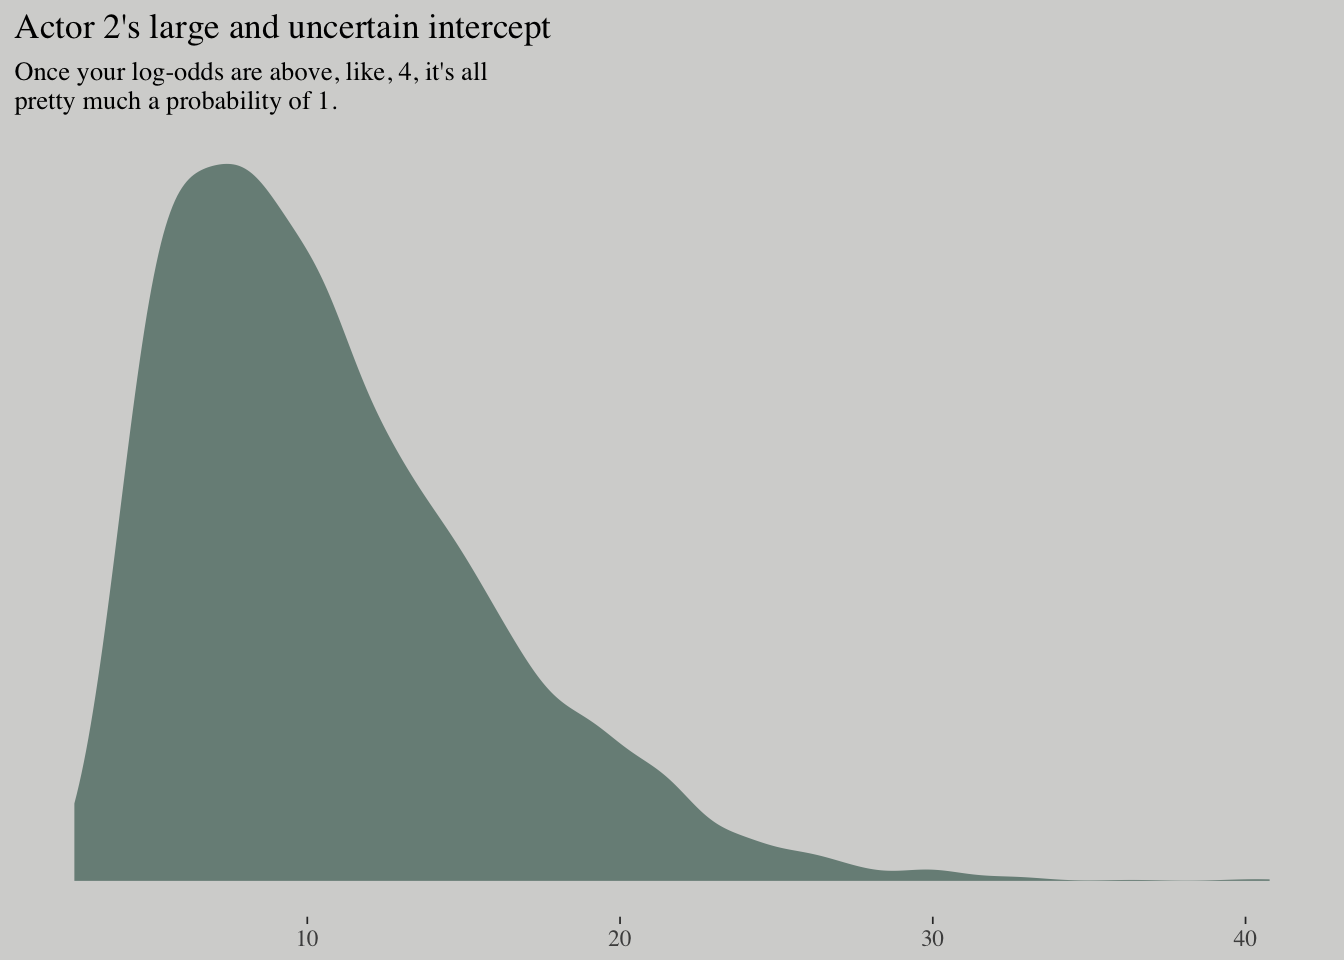 Actor 2's large and uncertain intercept
Once your log-odds are above, like, 4, it's all
pretty much a probability of 1.
10 20 30 40